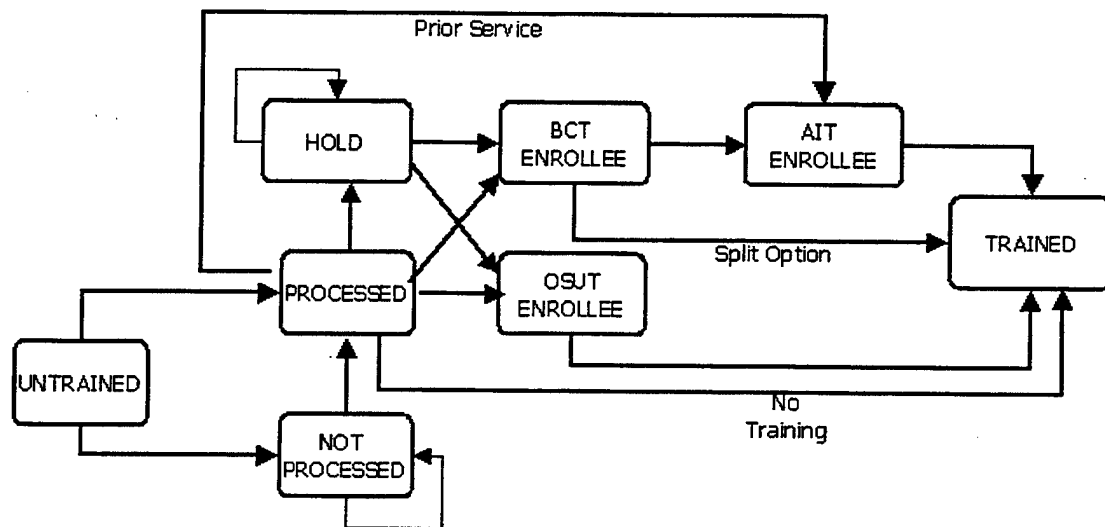 Prior Service
HOLD
BCT
ENROLLEE
AIT
ENROLLEE
TRAINED
Split Option
PROCESSED
OSUT
ENROLLEE
UNTRAINED
No
Training
NOT
PROCESSED